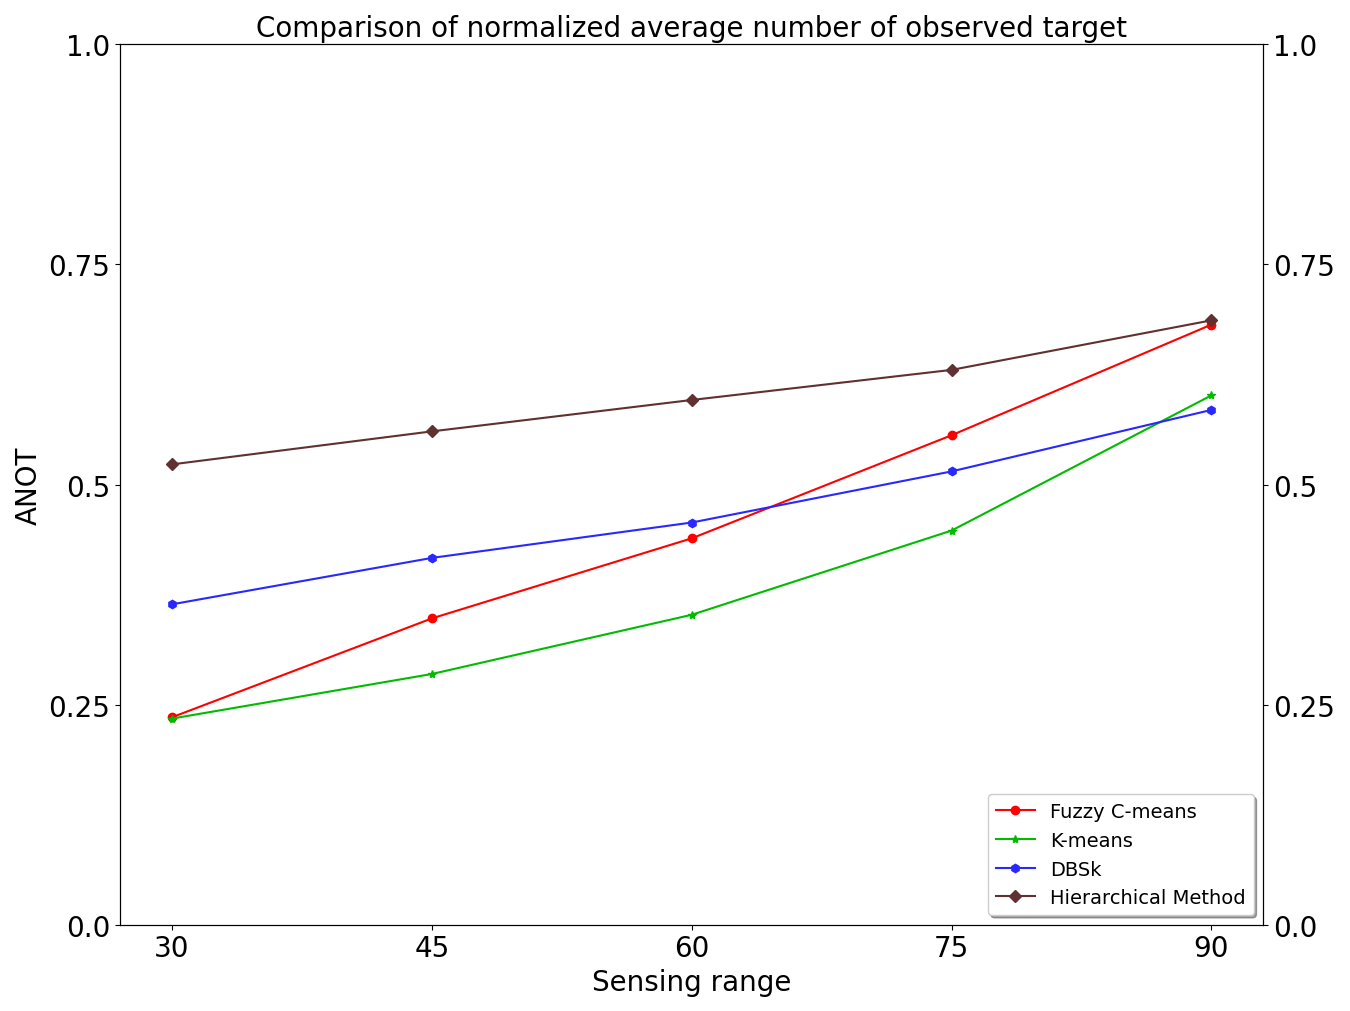 Comparison of normalized average number of observed target
1.0
0.75
0.5
0.25
0.0
ANOT
1.0
0.75
0.5
0.25
0.0
Fuzzy C-means
K-means
DBSk
Hierarchical Method
30 45 60 75 90
Sensing range